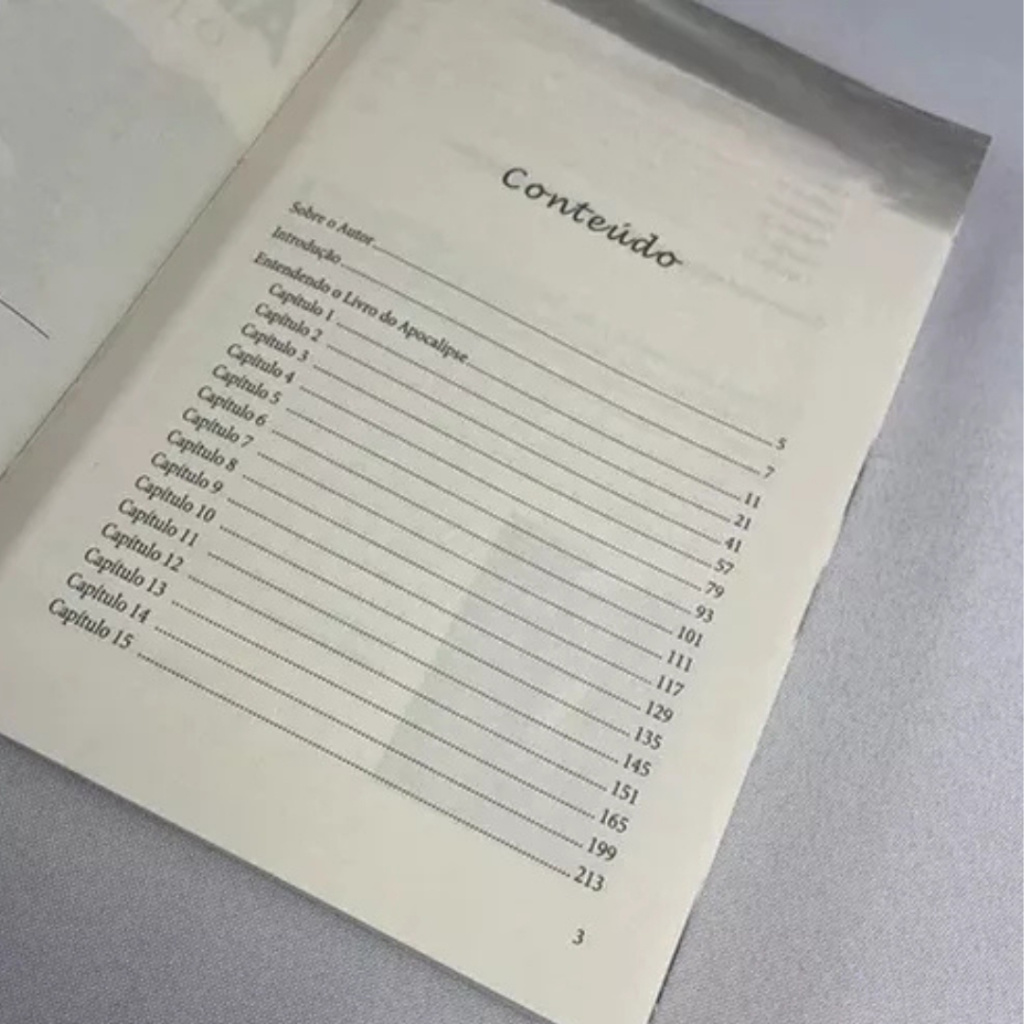 Conteúdo
Sobre o Autor 5
Introdução 7
Entendendo o Livro do Apocalipse 11
Capítulo 1 21
Capítulo 2 41
Capítulo 3 57
Capítulo 4 79
Capítulo 5 93
Capítulo 6 101
Capítulo 7 111
Capítulo 8 117
Capítulo 9 129
Capítulo 10 135
Capítulo 11 145
Capítulo 12 151
Capítulo 13 165
Capítulo 14 199
Capítulo 15 213
3